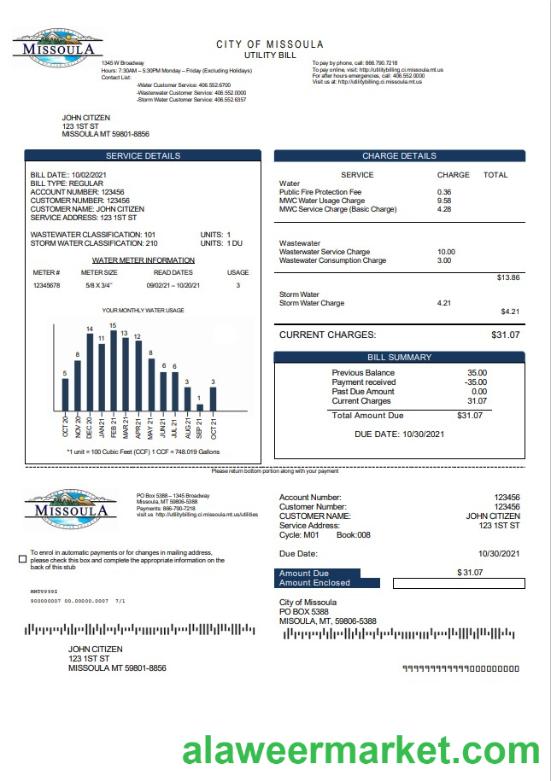 MISSOULA
CITY OF MISSOULA
UTILITY BILL
1345 W Broadway
Hours: 7:30AM – 5:30PM Monday – Friday (Excluding Holidays)
Contact List:
-Water Customer Service: 406.552.6700
-Wastewater Customer Service: 406.552.6000
-Storm Water Customer Service: 406.552.6357
To pay by phone, call: 866.790.7218
To pay online, visit: http://utilitybilling.ci.missoula.mt.us
For after hours emergencies, call: 406.552.0000
Visit us at: http://utilitybilling.ci.missoula.mt.us
JOHN CITIZEN
123 1ST ST
MISSOULA MT 59801-8856
SERVICE DETAILS
BILL DATE: 10/02/2021
BILL TYPE: REGULAR
ACCOUNT NUMBER: 123456
CUSTOMER NUMBER: 123456
CUSTOMER NAME: JOHN CITIZEN
SERVICE ADDRESS: 123 1ST ST
WASTEWATER CLASSIFICATION: 101 UNITS: 1
STORM WATER CLASSIFICATION: 210 UNITS: 1 DU
WATER METER INFORMATION
METER # METER SIZE READ DATES USAGE
12345678 5/8 X 3/4" 09/02/21 – 10/20/21 3
YOUR MONTHLY WATER USAGE
5 8 14 11 15 13 12 8 6 6 3 1 3
OCT 20 NOV 20 DEC 20 JAN 21 FEB 21 MAR 21 APR 21 MAY 21 JUN 21 JUL 21 AUG 21 SEP 21 OCT 21
*1 unit = 100 Cubic Feet (CCF) 1 CCF = 748.019 Gallons
CHARGE DETAILS
SERVICE CHARGE TOTAL
Water
Public Fire Protection Fee 0.36
MWC Water Usage Charge 9.58
MWC Service Charge (Basic Charge) 4.28
Wastewater
Wastewater Service Charge 10.00
Wastewater Consumption Charge 3.00
$13.86
Storm Water
Storm Water Charge 4.21
$4.21
CURRENT CHARGES: $31.07
BILL SUMMARY
Previous Balance 35.00
Payment received -35.00
Past Due Amount 0.00
Current Charges 31.07
Total Amount Due $31.07
DUE DATE: 10/30/2021
Please return bottom portion along with your payment
MISSOULA
PO Box 5388 – 1345 Broadway
Missoula, MT 59806-5388
Payments: 866-790-7218
visit us http://utilitybilling.ci.missoula.mt.us/utilities
To enrol in automatic payments or for changes in mailing address,
please check this box and complete the appropriate information on the
back of this stub
900000007 00.00000.0007 7/1
JOHN CITIZEN
123 1ST ST
MISSOULA MT 59801-8856
Account Number: 123456
Customer Number: 123456
CUSTOMER NAME: JOHN CITIZEN
Service Address: 123 1ST ST
Cycle: M01 Book:008
Due Date: 10/30/2021
Amount Due $31.07
Amount Enclosed
City of Missoula
PO BOX 5388
MISOULA, MT, 59806-5388
alaweermarket.com